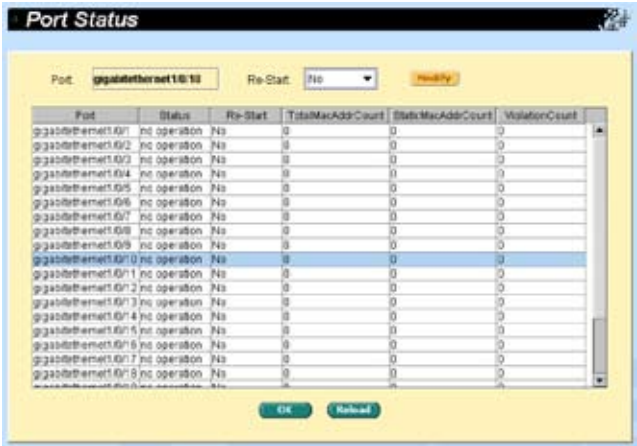 Port Status
Port: gigabitethernet1/0/10 Re-Start: No Modify
Port Status Re-Start TotalMacAddrCount StaticMacAddrCount ViolationCount
gigabitethernet1/0/1 no operation No 0 0 0
gigabitethernet1/0/2 no operation No 0 0 0
gigabitethernet1/0/3 no operation No 0 0 0
gigabitethernet1/0/4 no operation No 0 0 0
gigabitethernet1/0/5 no operation No 0 0 0
gigabitethernet1/0/6 no operation No 0 0 0
gigabitethernet1/0/7 no operation No 0 0 0
gigabitethernet1/0/8 no operation No 0 0 0
gigabitethernet1/0/9 no operation No 0 0 0
gigabitethernet1/0/10 no operation No 0 0 0
gigabitethernet1/0/11 no operation No 0 0 0
gigabitethernet1/0/12 no operation No 0 0 0
gigabitethernet1/0/13 no operation No 0 0 0
gigabitethernet1/0/14 no operation No 0 0 0
gigabitethernet1/0/15 no operation No 0 0 0
gigabitethernet1/0/16 no operation No 0 0 0
gigabitethernet1/0/17 no operation No 0 0 0
gigabitethernet1/0/18 no operation No 0 0 0
OK Reload